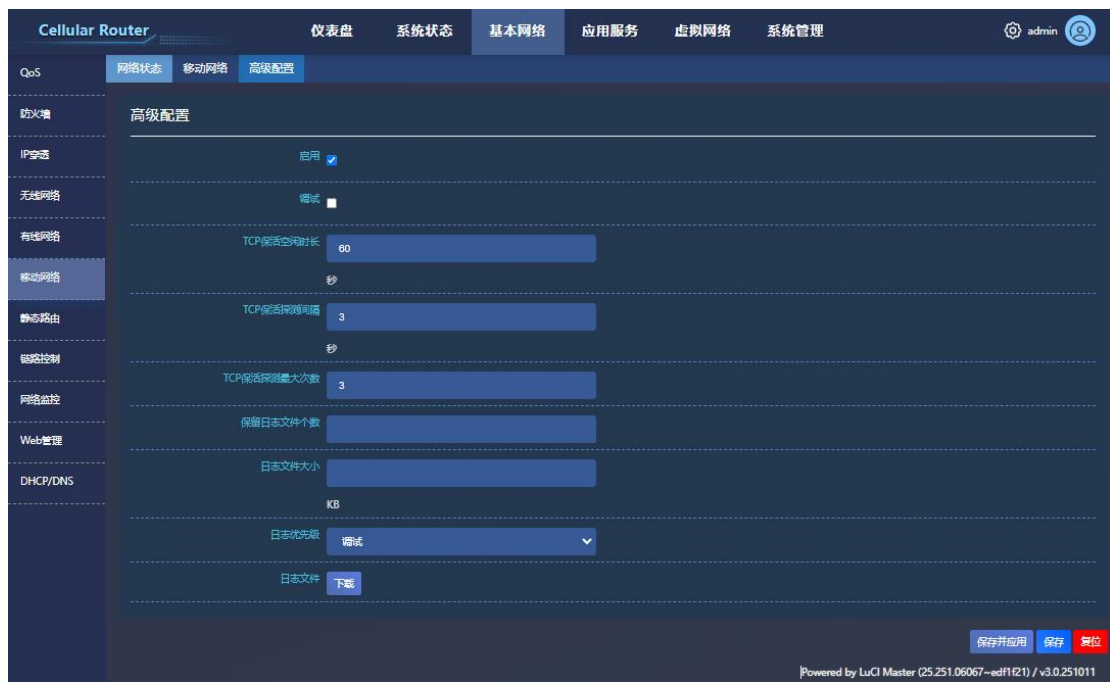 Cellular Router
仪表盘 系统状态 基本网络 应用服务 虚拟网络 系统管理
admin
QoS
防火墙
IP穿透
无线网络
有线网络
移动网络
静态路由
链路控制
网络监控
Web管理
DHCP/DNS
网络状态 移动网络 高级配置
高级配置
启用
调试
TCP保活空闲时长 60
秒
TCP保活探测间隔 3
秒
TCP保活探测最大次数 3
保留日志文件个数
日志文件大小
KB
日志优先级 调试
日志文件 下载
保存并应用 保存 复位
Powered by LuCI Master (25.251.06067~edf1f21) / v3.0.251011